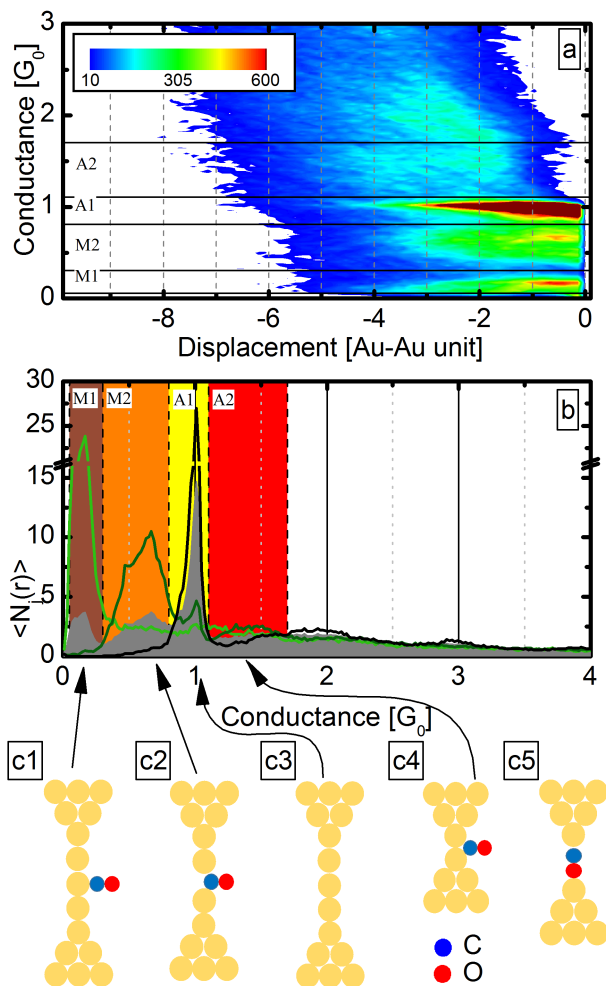 10 305 600
a
Conductance [G₀]
3
2
1
0
A2
A1
M2
M1
-8 -6 -4 -2 0
Displacement [Au-Au unit]
30
25
15
10
5
0
<Nⱼ(r)>
M1 M2 A1 A2
b
0 1 2 3 4
Conductance [G₀]
c1 c2 c3 c4 c5
C
O